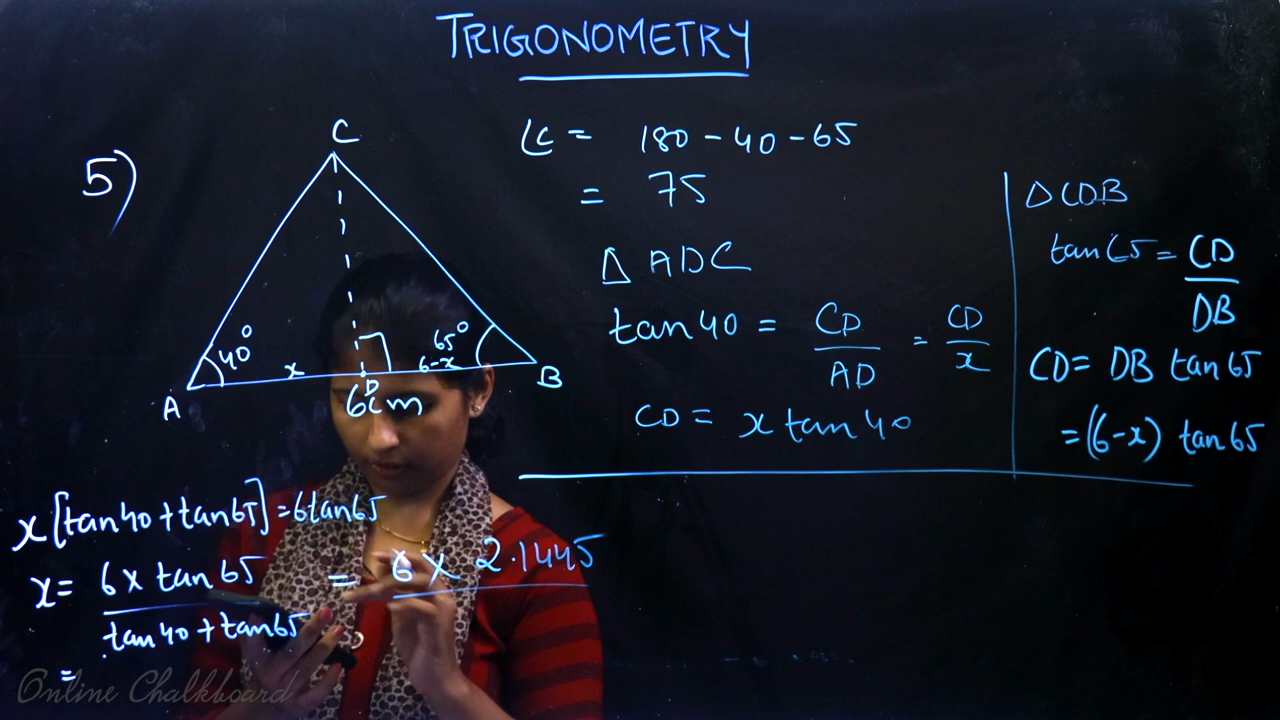 TRIGONOMETRY
5)
C
40°
x
D
65°
6-x
A
B
6cm
∠C = 180 - 40 - 65
= 75
Δ ADC
tan 40 = CD/AD = CD/x
CD = x tan 40
Δ CDB
tan 65 = CD/DB
CD = DB tan 65
= (6-x) tan 65
x[tan 40 + tan 65] = 6 tan 65
x = 6 x tan 65 / tan 40 + tan 65 = 6 x 2.1445
=
Online Chalkboard